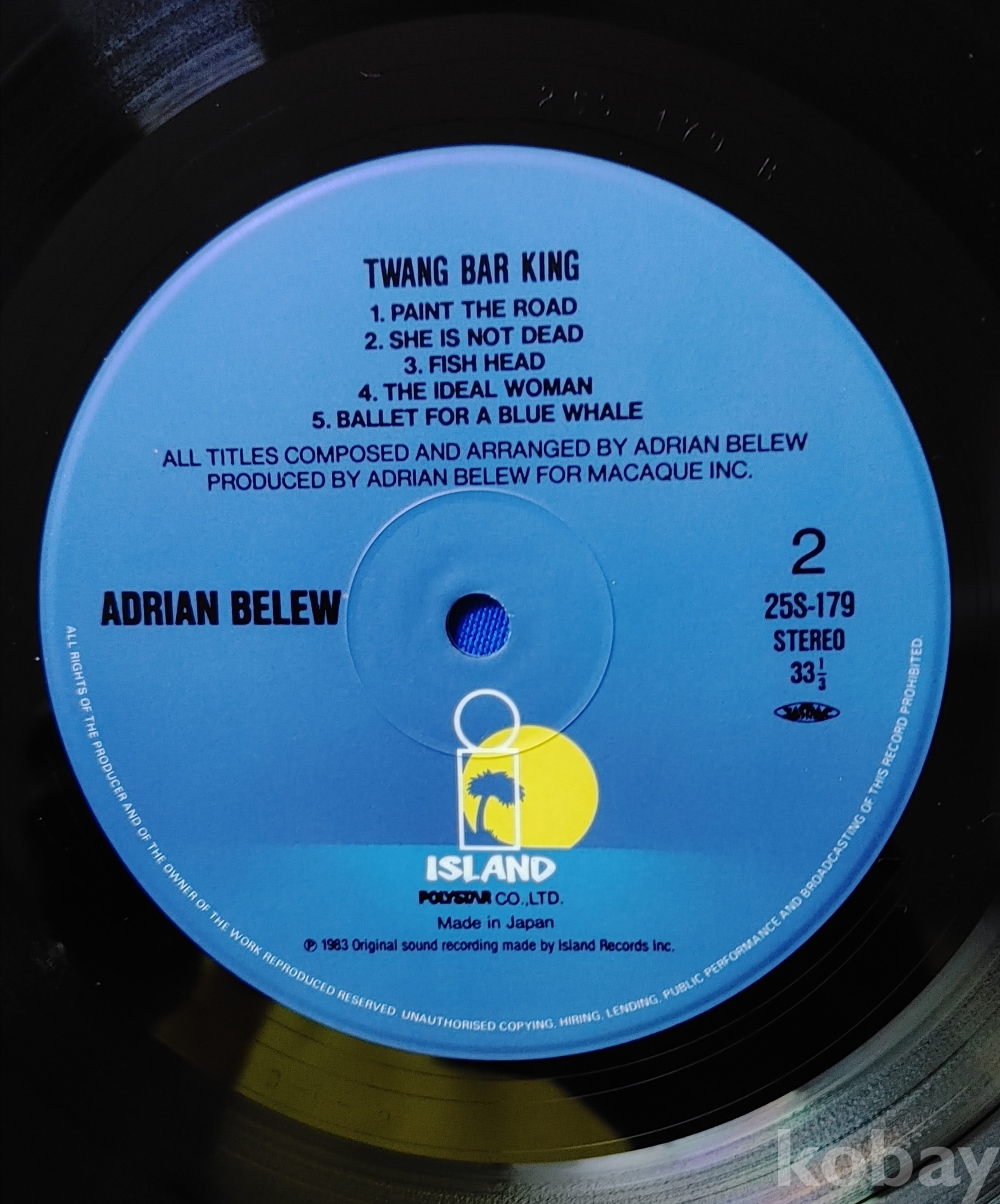 25S 179 B
TWANG BAR KING
1. PAINT THE ROAD
2. SHE IS NOT DEAD
3. FISH HEAD
4. THE IDEAL WOMAN
5. BALLET FOR A BLUE WHALE
ALL TITLES COMPOSED AND ARRANGED BY ADRIAN BELEW
PRODUCED BY ADRIAN BELEW FOR MACAQUE INC.
ADRIAN BELEW
2
25S-179
STEREO
33⅓
ISLAND
POLYSTAR CO.,LTD.
Made in Japan
Ⓟ 1983 Original sound recording made by Island Records Inc.
ALL RIGHTS OF THE PRODUCER AND OF THE OWNER OF THE WORK REPRODUCED RESERVED UNAUTHORISED COPYING, HIRING, LENDING, PUBLIC PERFORMANCE AND BROADCASTING OF THIS RECORD PROHIBITED.
kobay